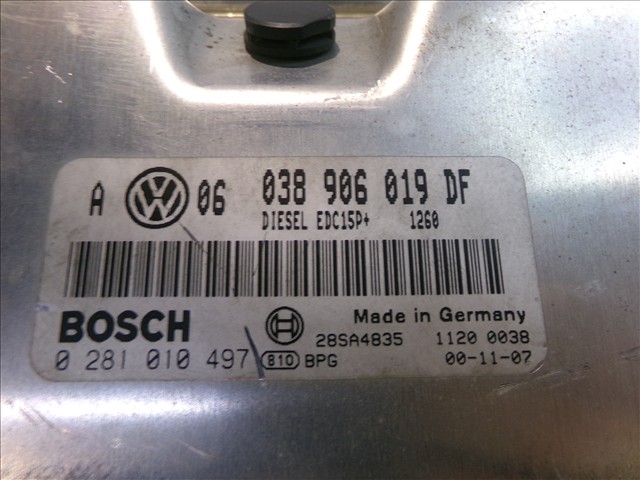 A VW 06 038 906 019 DF
DIESEL EDC15P+ 1260
BOSCH Made in Germany
28SA4835 1120 0038
0 281 010 497 810 BPG 00-11-07